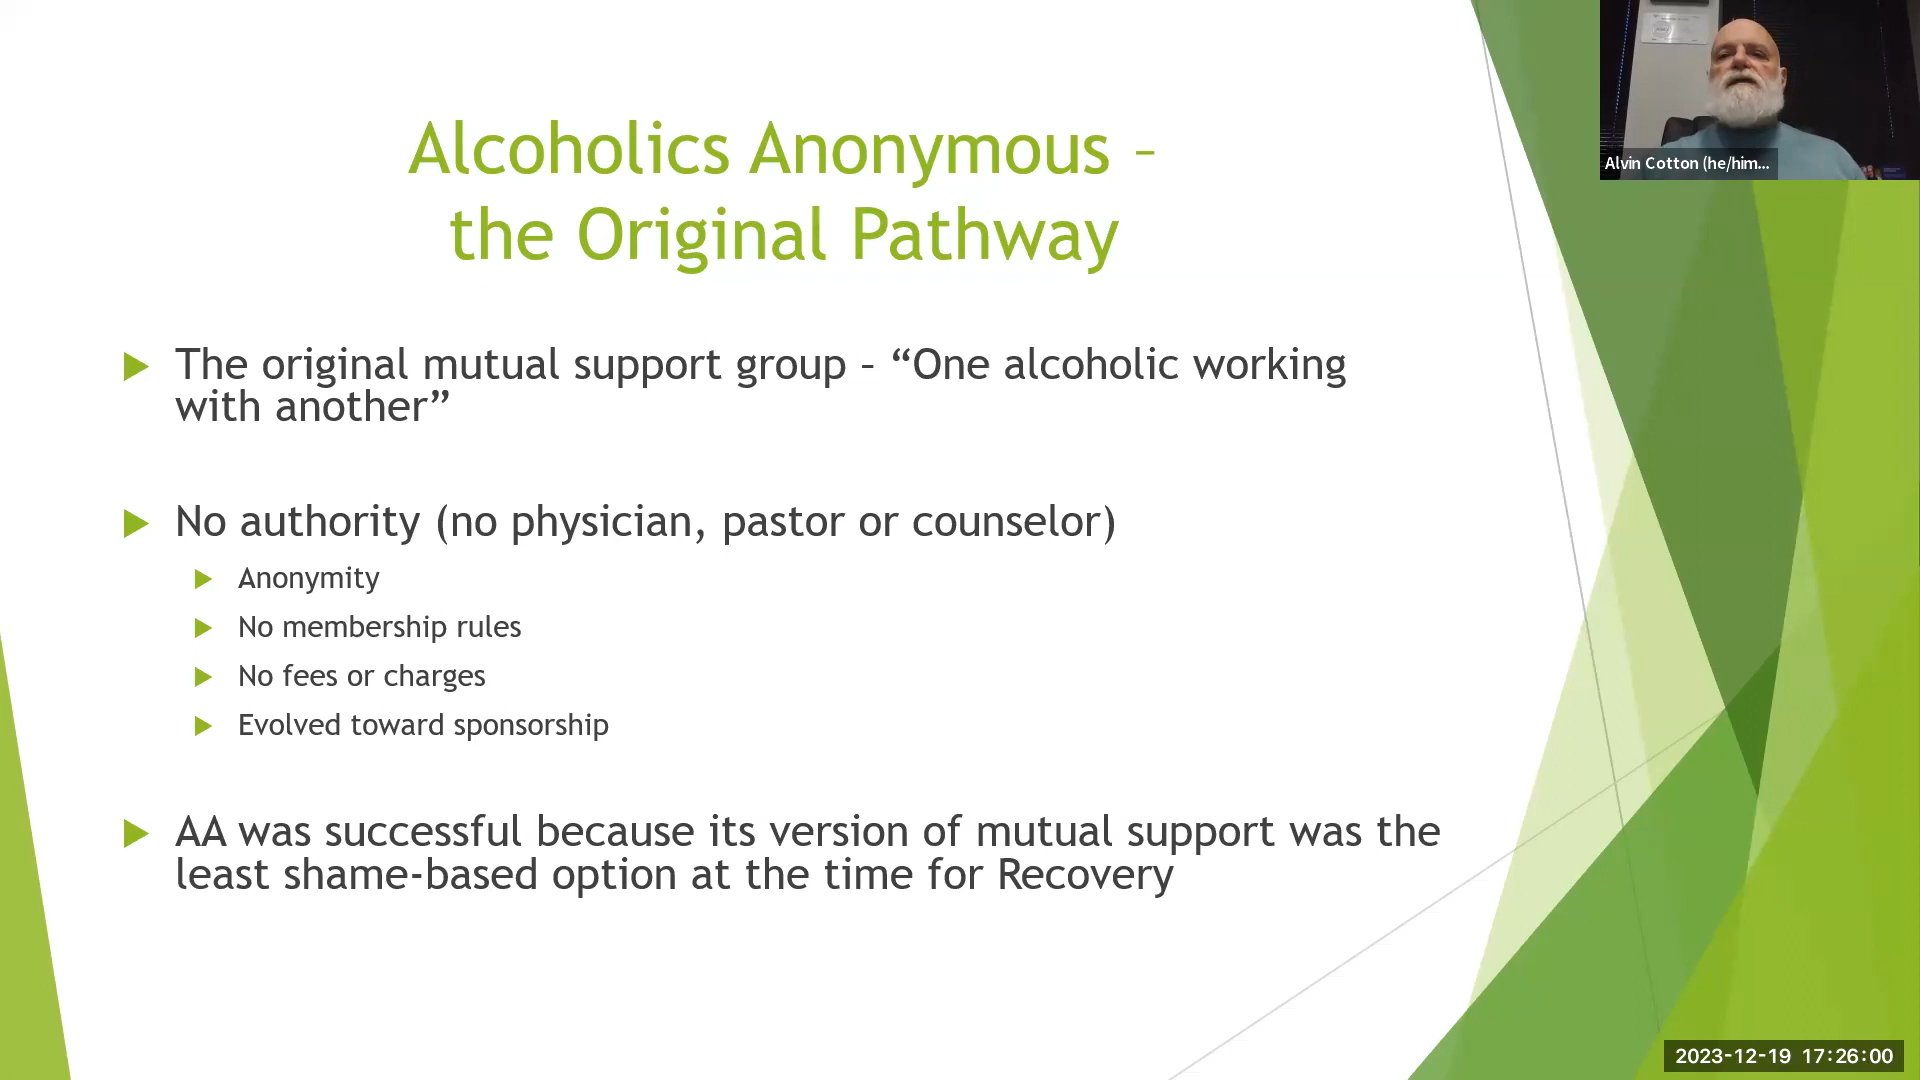 Alcoholics Anonymous –
the Original Pathway
The original mutual support group – “One alcoholic working
with another”
No authority (no physician, pastor or counselor)
Anonymity
No membership rules
No fees or charges
Evolved toward sponsorship
AA was successful because its version of mutual support was the
least shame-based option at the time for Recovery
Alvin Cotton (he/him...
2023-12-19 17:26:00